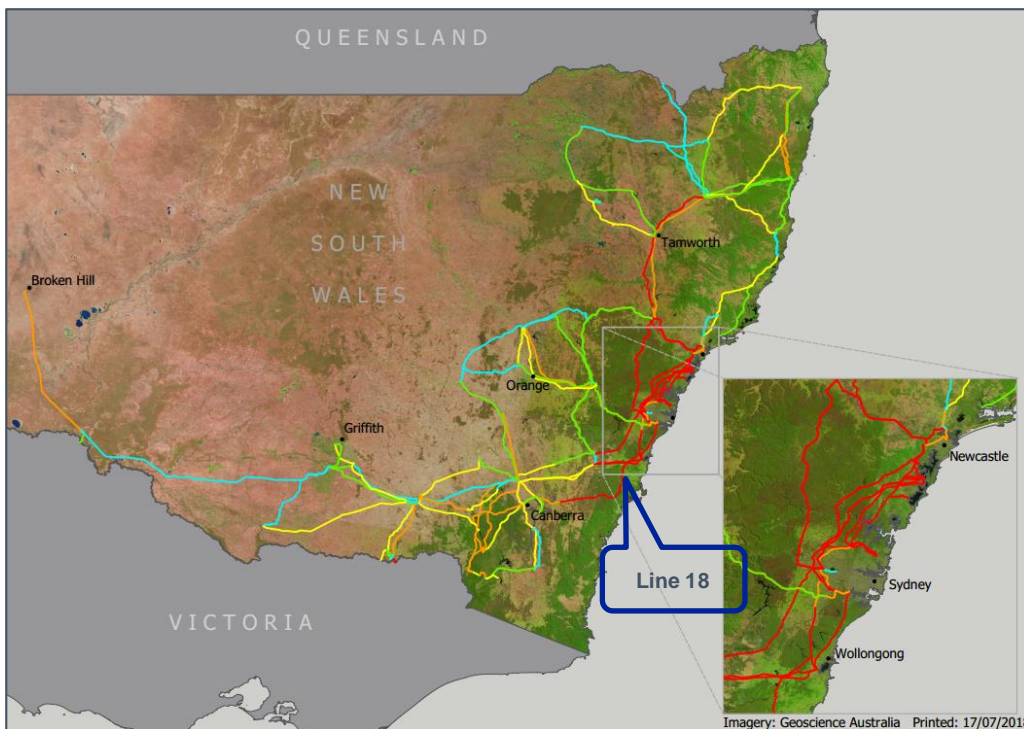 QUEENSLAND
NEW
SOUTH
WALES
Broken Hill
Tamworth
Orange
Griffith
Canberra
Line 18
VICTORIA
Newcastle
Sydney
Wollongong
Imagery: Geoscience Australia Printed: 17/07/2018